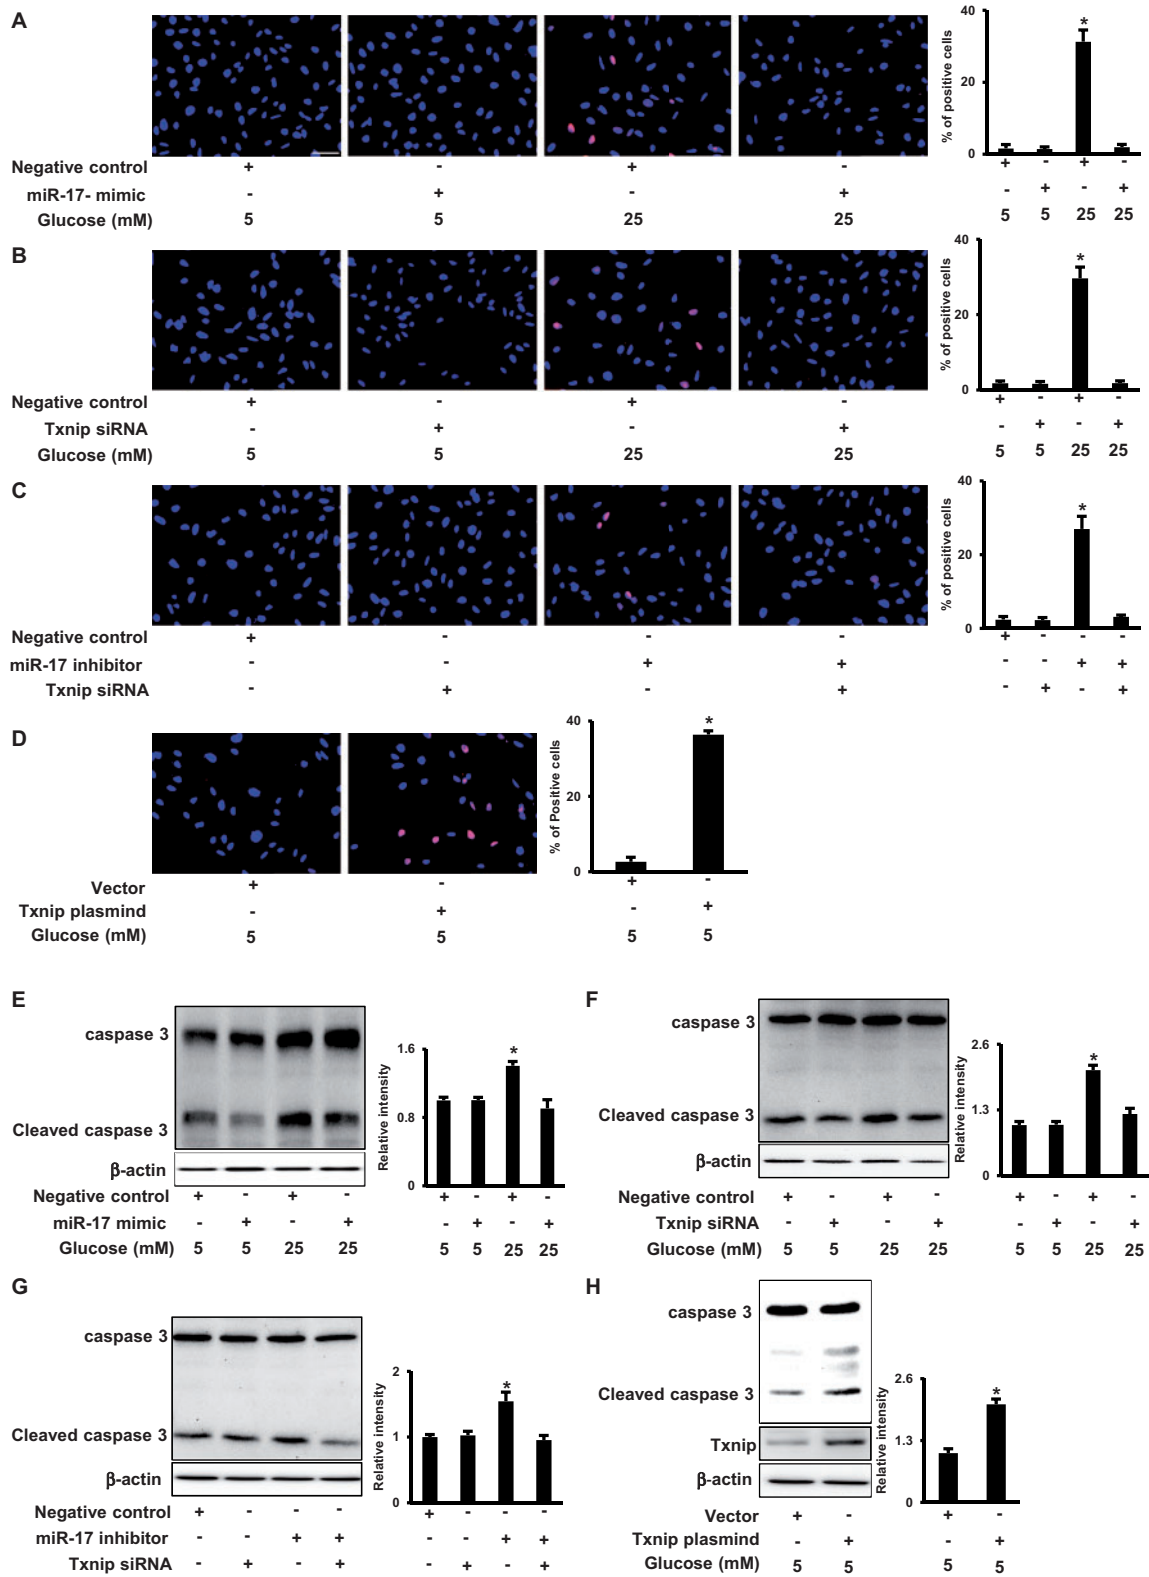 A
40
20
0
% of positive cells
*
Negative control + - + - + - + -
miR-17- mimic - + - + - + - +
Glucose (mM) 5 5 25 25 5 5 25 25
B
40
20
0
% of positive cells
*
Negative control + - + - + - + -
Txnip siRNA - + - + - + - +
Glucose (mM) 5 5 25 25 5 5 25 25
C
40
20
0
% of positive cells
*
Negative control + - - - + - - -
miR-17 inhibitor - - + + - - + +
Txnip siRNA - + - + - + - +
D
40
20
0
% of Positive cells
*
Vector + - + -
Txnip plasmind - + - +
Glucose (mM) 5 5 5 5
E
caspase 3
Cleaved caspase 3
β-actin
1.6
0.8
0
Relative intensity
*
Negative control + - + - + - + -
miR-17 mimic - + - + - + - +
Glucose (mM) 5 5 25 25 5 5 25 25
F
caspase 3
Cleaved caspase 3
β-actin
2.6
1.3
0
Relative intensity
*
Negative control + - + - + - + -
Txnip siRNA - + - + - + - +
Glucose (mM) 5 5 25 25 5 5 25 25
G
caspase 3
Cleaved caspase 3
β-actin
2
1
0
Relative intensity
*
Negative control + - - - + - - -
miR-17 inhibitor - - + + - - + +
Txnip siRNA - + - + - + - +
H
caspase 3
Cleaved caspase 3
Txnip
β-actin
2.6
1.3
0
Relative intensity
*
Vector + - + -
Txnip plasmind - + - +
Glucose (mM) 5 5 5 5